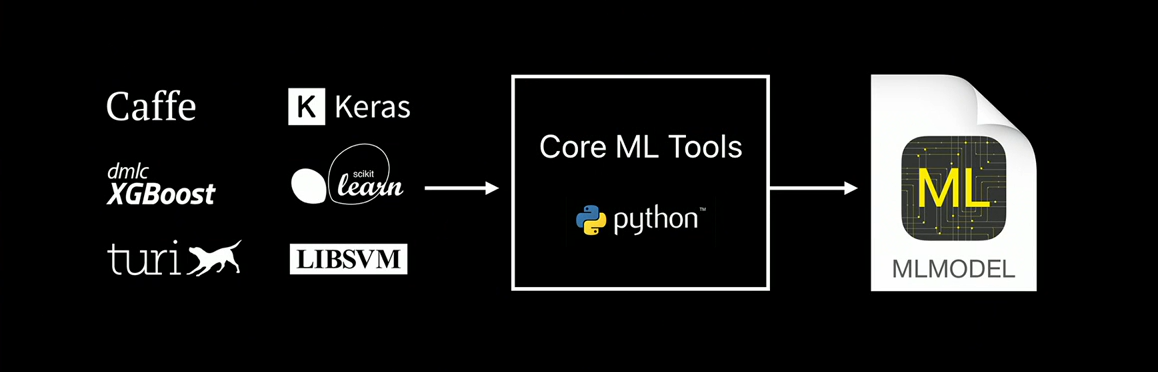 Caffe
K Keras
dmlc
XGBoost
scikit
learn
turi
LIBSVM
Core ML Tools
python™
ML
MLMODEL